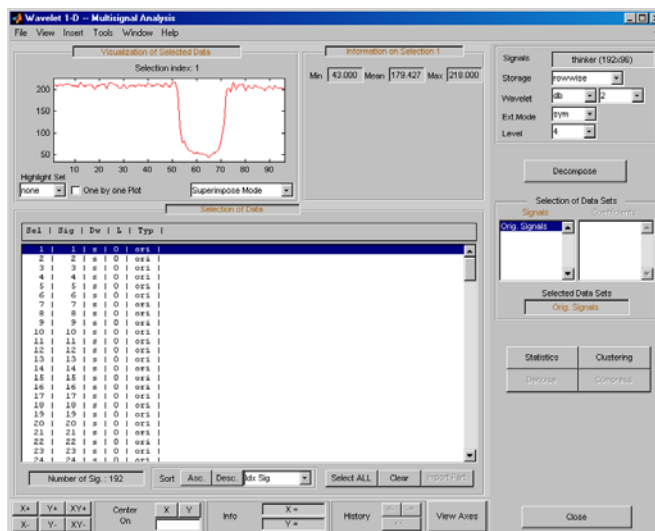 Wavelet 1-D -- Multisignal Analysis
File View Insert Tools Window Help
Visualization of Selected Data
Selection index: 1
200
150
100
50
10 20 30 40 50 60 70 80 90
Highlight Sel
none One by one Plot Superimpose Mode
Information on Selection 1
Min 43.000 Mean 179.427 Max 218.000
Selection of Data
Sel | Sig | Dw | L | Typ |
1 | 1 | s | 0 | ori |
2 | 2 | s | 0 | ori |
3 | 3 | s | 0 | ori |
4 | 4 | s | 0 | ori |
5 | 5 | s | 0 | ori |
6 | 6 | s | 0 | ori |
7 | 7 | s | 0 | ori |
8 | 8 | s | 0 | ori |
9 | 9 | s | 0 | ori |
10 | 10 | s | 0 | ori |
11 | 11 | s | 0 | ori |
12 | 12 | s | 0 | ori |
13 | 13 | s | 0 | ori |
14 | 14 | s | 0 | ori |
15 | 15 | s | 0 | ori |
16 | 16 | s | 0 | ori |
17 | 17 | s | 0 | ori |
18 | 18 | s | 0 | ori |
19 | 19 | s | 0 | ori |
20 | 20 | s | 0 | ori |
21 | 21 | s | 0 | ori |
22 | 22 | s | 0 | ori |
23 | 23 | s | 0 | ori |
24 | 24 | s | 0 | ori |
Number of Sig.: 192 Sort Asc. Desc. Idx Sig Select ALL Clear Import Part
Signals thinker (192x96)
Storage rowwise
Wavelet db 2
Ext.Mode sym
Level 4
Decompose
Selection of Data Sets
Signals Coefficients
Orig. Signals
Selected Data Sets
Orig. Signals
Statistics Clustering
Denoise Compress
X+ Y+ XY+
X- Y- XY-
Center On X Y
Info X =
Y =
History <- ->
<<-
View Axes
Close